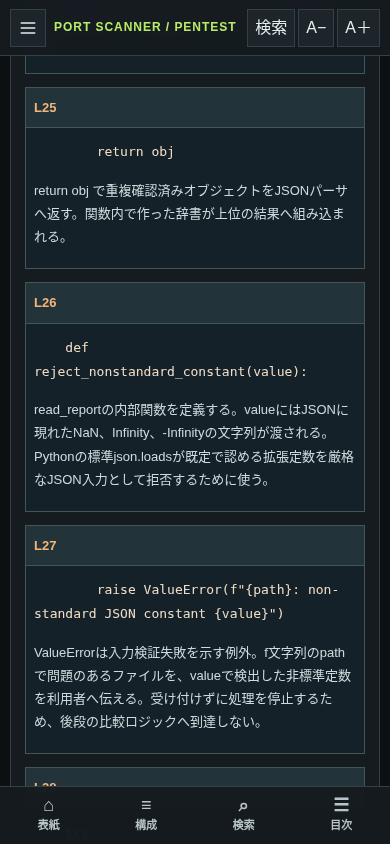 PORT SCANNER / PENTEST
検索
A−
A＋
L25
return obj
return obj で重複確認済みオブジェクトをJSONパーサ
へ返す。関数内で作った辞書が上位の結果へ組み込ま
れる。
L26
def
reject_nonstandard_constant(value):
read_reportの内部関数を定義する。valueにはJSONに
現れたNaN、Infinity、-Infinityの文字列が渡される。
Pythonの標準json.loadsが既定で認める拡張定数を厳格
なJSON入力として拒否するために使う。
L27
raise ValueError(f"{path}: non-
standard JSON constant {value}")
ValueErrorは入力検証失敗を示す例外。f文字列のpath
で問題のあるファイルを、valueで検出した非標準定数
を利用者へ伝える。受け付けずに処理を停止するた
め、後段の比較ロジックへ到達しない。
表紙
構成
検索
目次